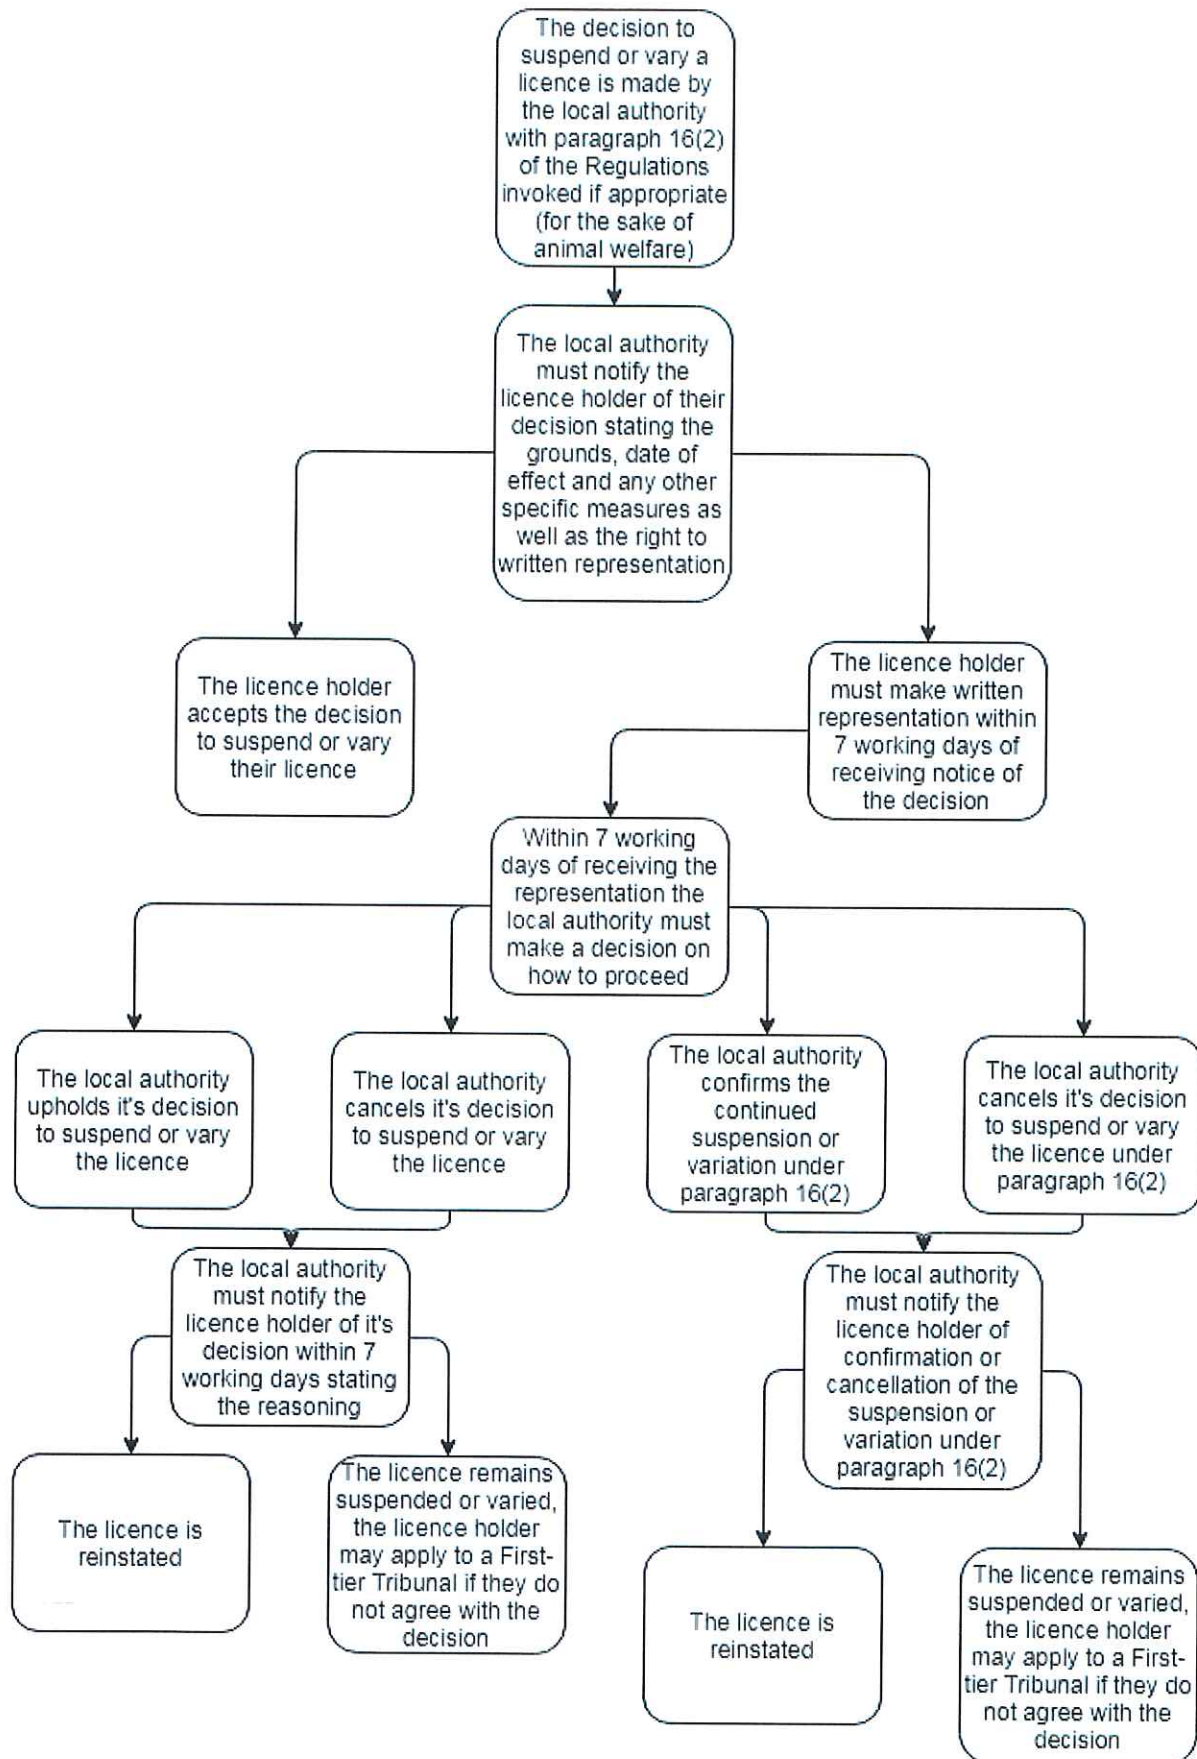 The decision to
suspend or vary a
licence is made by
the local authority
with paragraph 16(2)
of the Regulations
invoked if appropriate
(for the sake of
animal welfare)
The local authority
must notify the
licence holder of their
decision stating the
grounds, date of
effect and any other
specific measures as
well as the right to
written representation
The licence holder
accepts the decision
to suspend or vary
their licence
The licence holder
must make written
representation within
7 working days of
receiving notice of
the decision
Within 7 working
days of receiving the
representation the
local authority must
make a decision on
how to proceed
The local authority
upholds it's decision
to suspend or vary
the licence
The local authority
cancels it's decision
to suspend or vary
the licence
The local authority
confirms the
continued
suspension or
variation under
paragraph 16(2)
The local authority
cancels it's decision
to suspend or vary
the licence under
paragraph 16(2)
The local authority
must notify the
licence holder of it's
decision within 7
working days stating
the reasoning
The local authority
must notify the
licence holder of
confirmation or
cancellation of the
suspension or
variation under
paragraph 16(2)
The licence is
reinstated
The licence remains
suspended or varied,
the licence holder
may apply to a First-
tier Tribunal if they do
not agree with the
decision
The licence is
reinstated
The licence remains
suspended or varied,
the licence holder
may apply to a First-
tier Tribunal if they do
not agree with the
decision